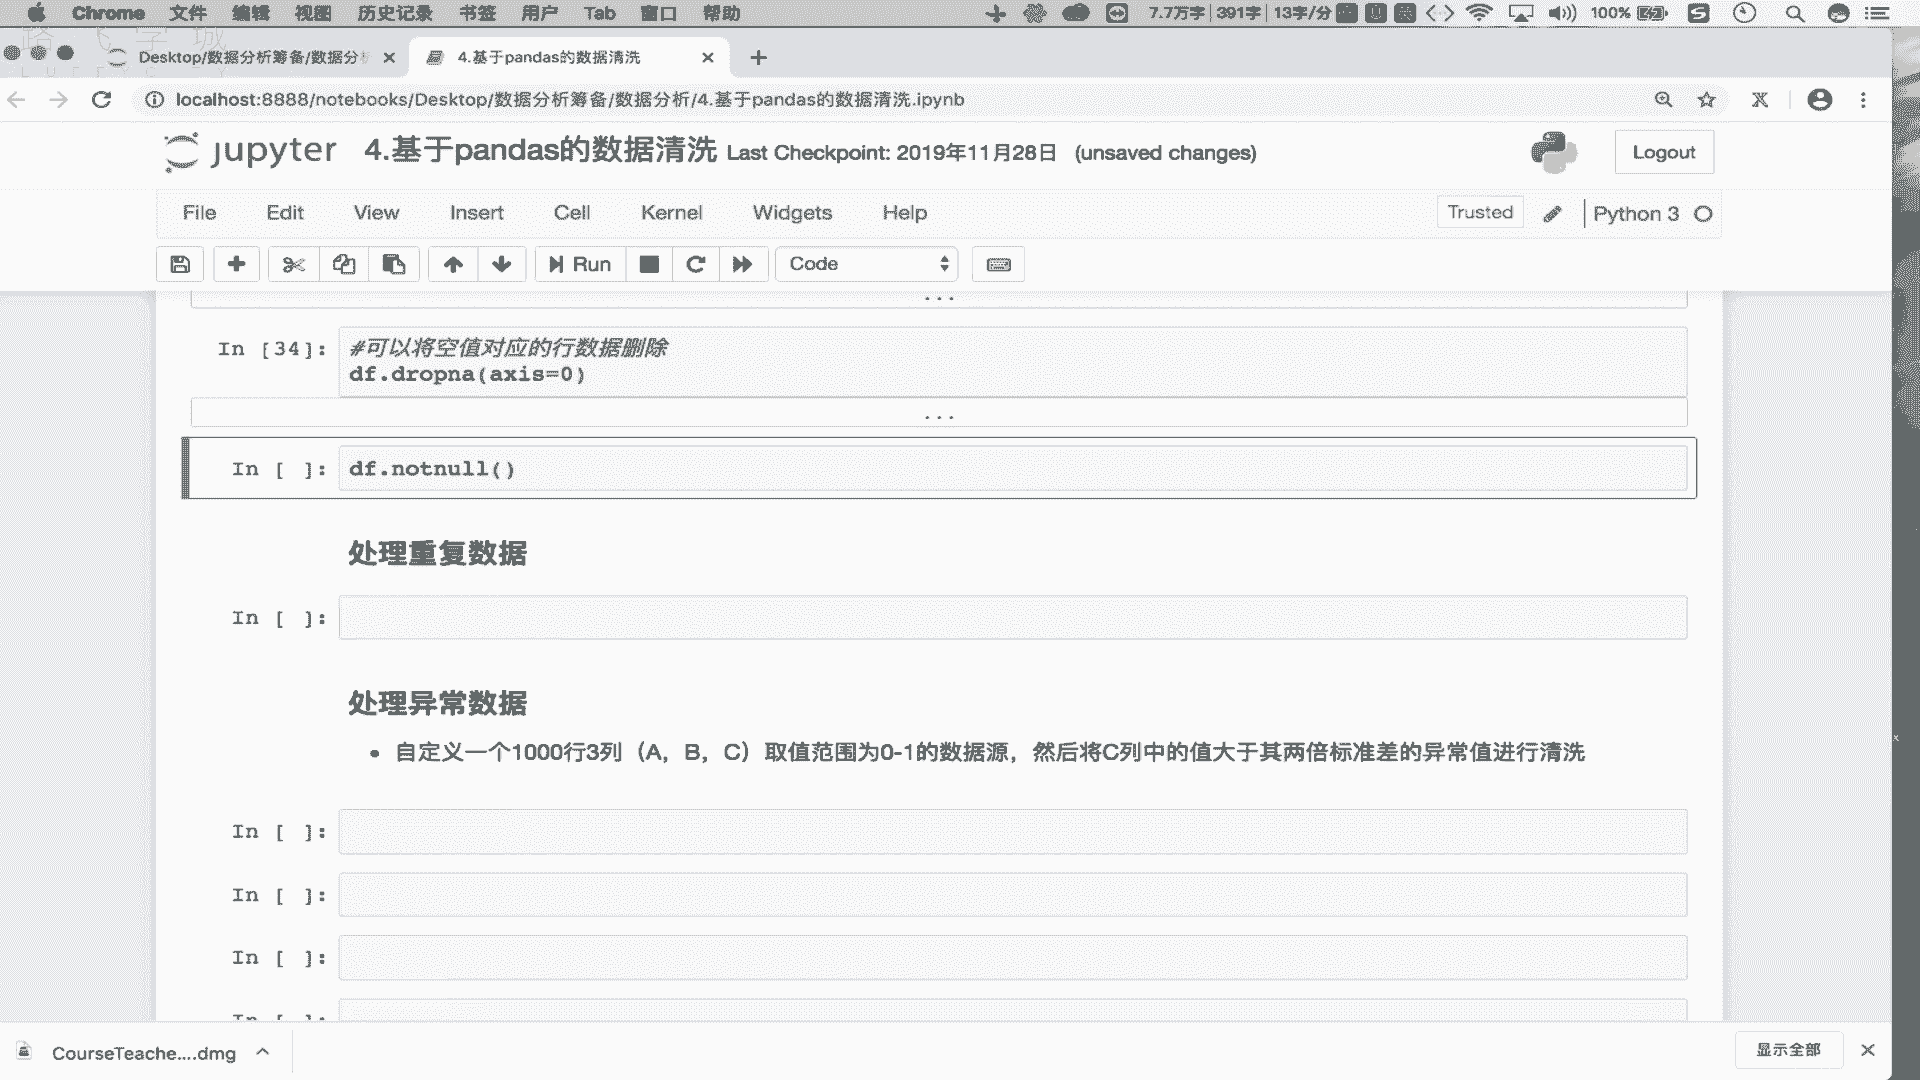 Chrome 文件 编辑 视图 历史记录 书签 用户 Tab 窗口 帮助 7.7万字 391字 13字/分 100%
Desktop/数据分析筹备/数据分析 4.基于pandas的数据清洗
localhost:8888/notebooks/Desktop/数据分析筹备/数据分析/4.基于pandas的数据清洗.ipynb
jupyter 4.基于pandas的数据清洗 Last Checkpoint: 2019年11月28日 (unsaved changes) Logout
File Edit View Insert Cell Kernel Widgets Help Trusted Python 3
Run Code
...
In [34]: #可以将空值对应的行数据删除
df.dropna(axis=0)
...
In [ ]: df.notnull()
处理重复数据
In [ ]:
处理异常数据
• 自定义一个1000行3列（A，B，C）取值范围为0-1的数据源，然后将C列中的值大于其两倍标准差的异常值进行清洗
In [ ]:
In [ ]:
In [ ]:
In [ ]:
CourseTeache....dmg 显示全部